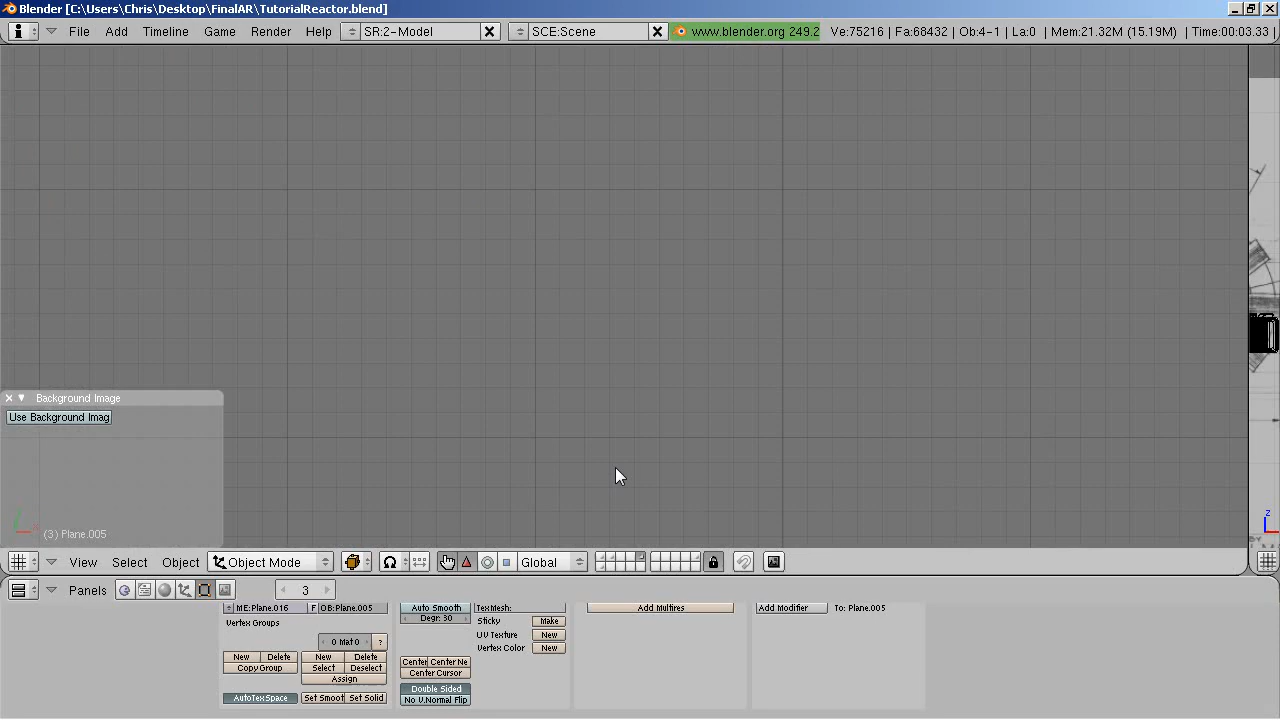 Blender [C:\Users\Chris\Desktop\FinalAR\TutorialReactor.blend]
File Add Timeline Game Render Help SR:2-Model SCE:Scene www.blender.org 249.2 Ve:75216 | Fa:68432 | Ob:4-1 | La:0 | Mem:21.32M (15.19M) | Time:00:03.33
Background Image
Use Background Imag
(3) Plane.005
z
View Select Object Object Mode Global
Panels 3
ME:Plane.016 F OB:Plane.005 Auto Smooth TexMesh: Add Multires Add Modifier To: Plane.005
Degr: 30
Vertex Groups Sticky Make
0 Mat 0 ? UV Texture New
Vertex Color New
New Delete New Delete Center Center Ne
Copy Group Select Deselect Center Cursor
Assign
Double Sided
AutoTexSpace Set Smoot Set Solid No V.Normal Flip